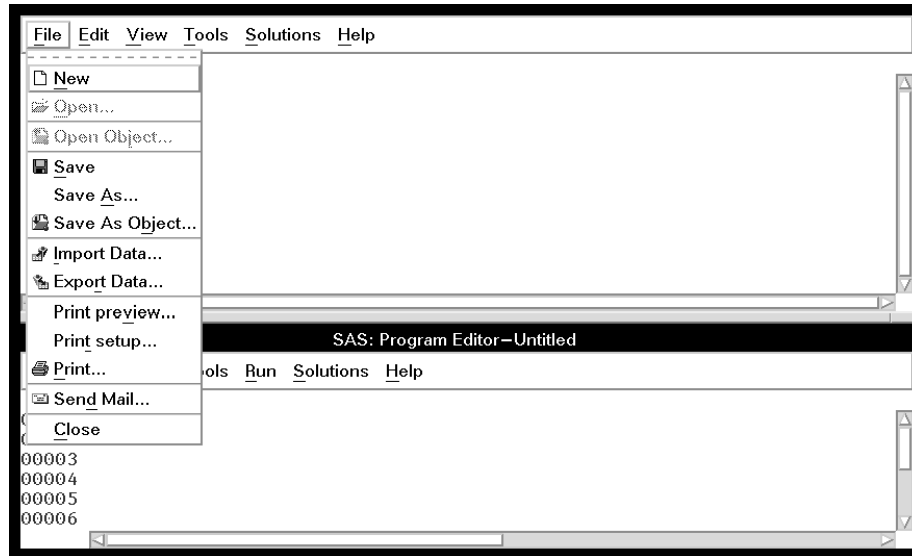 File Edit View Tools Solutions Help
New
Open...
Open Object...
Save
Save As...
Save As Object...
Import Data...
Export Data...
Print preview...
Print setup...
Print...
Send Mail...
Close
SAS: Program Editor–Untitled
Run Solutions Help
00003
00004
00005
00006